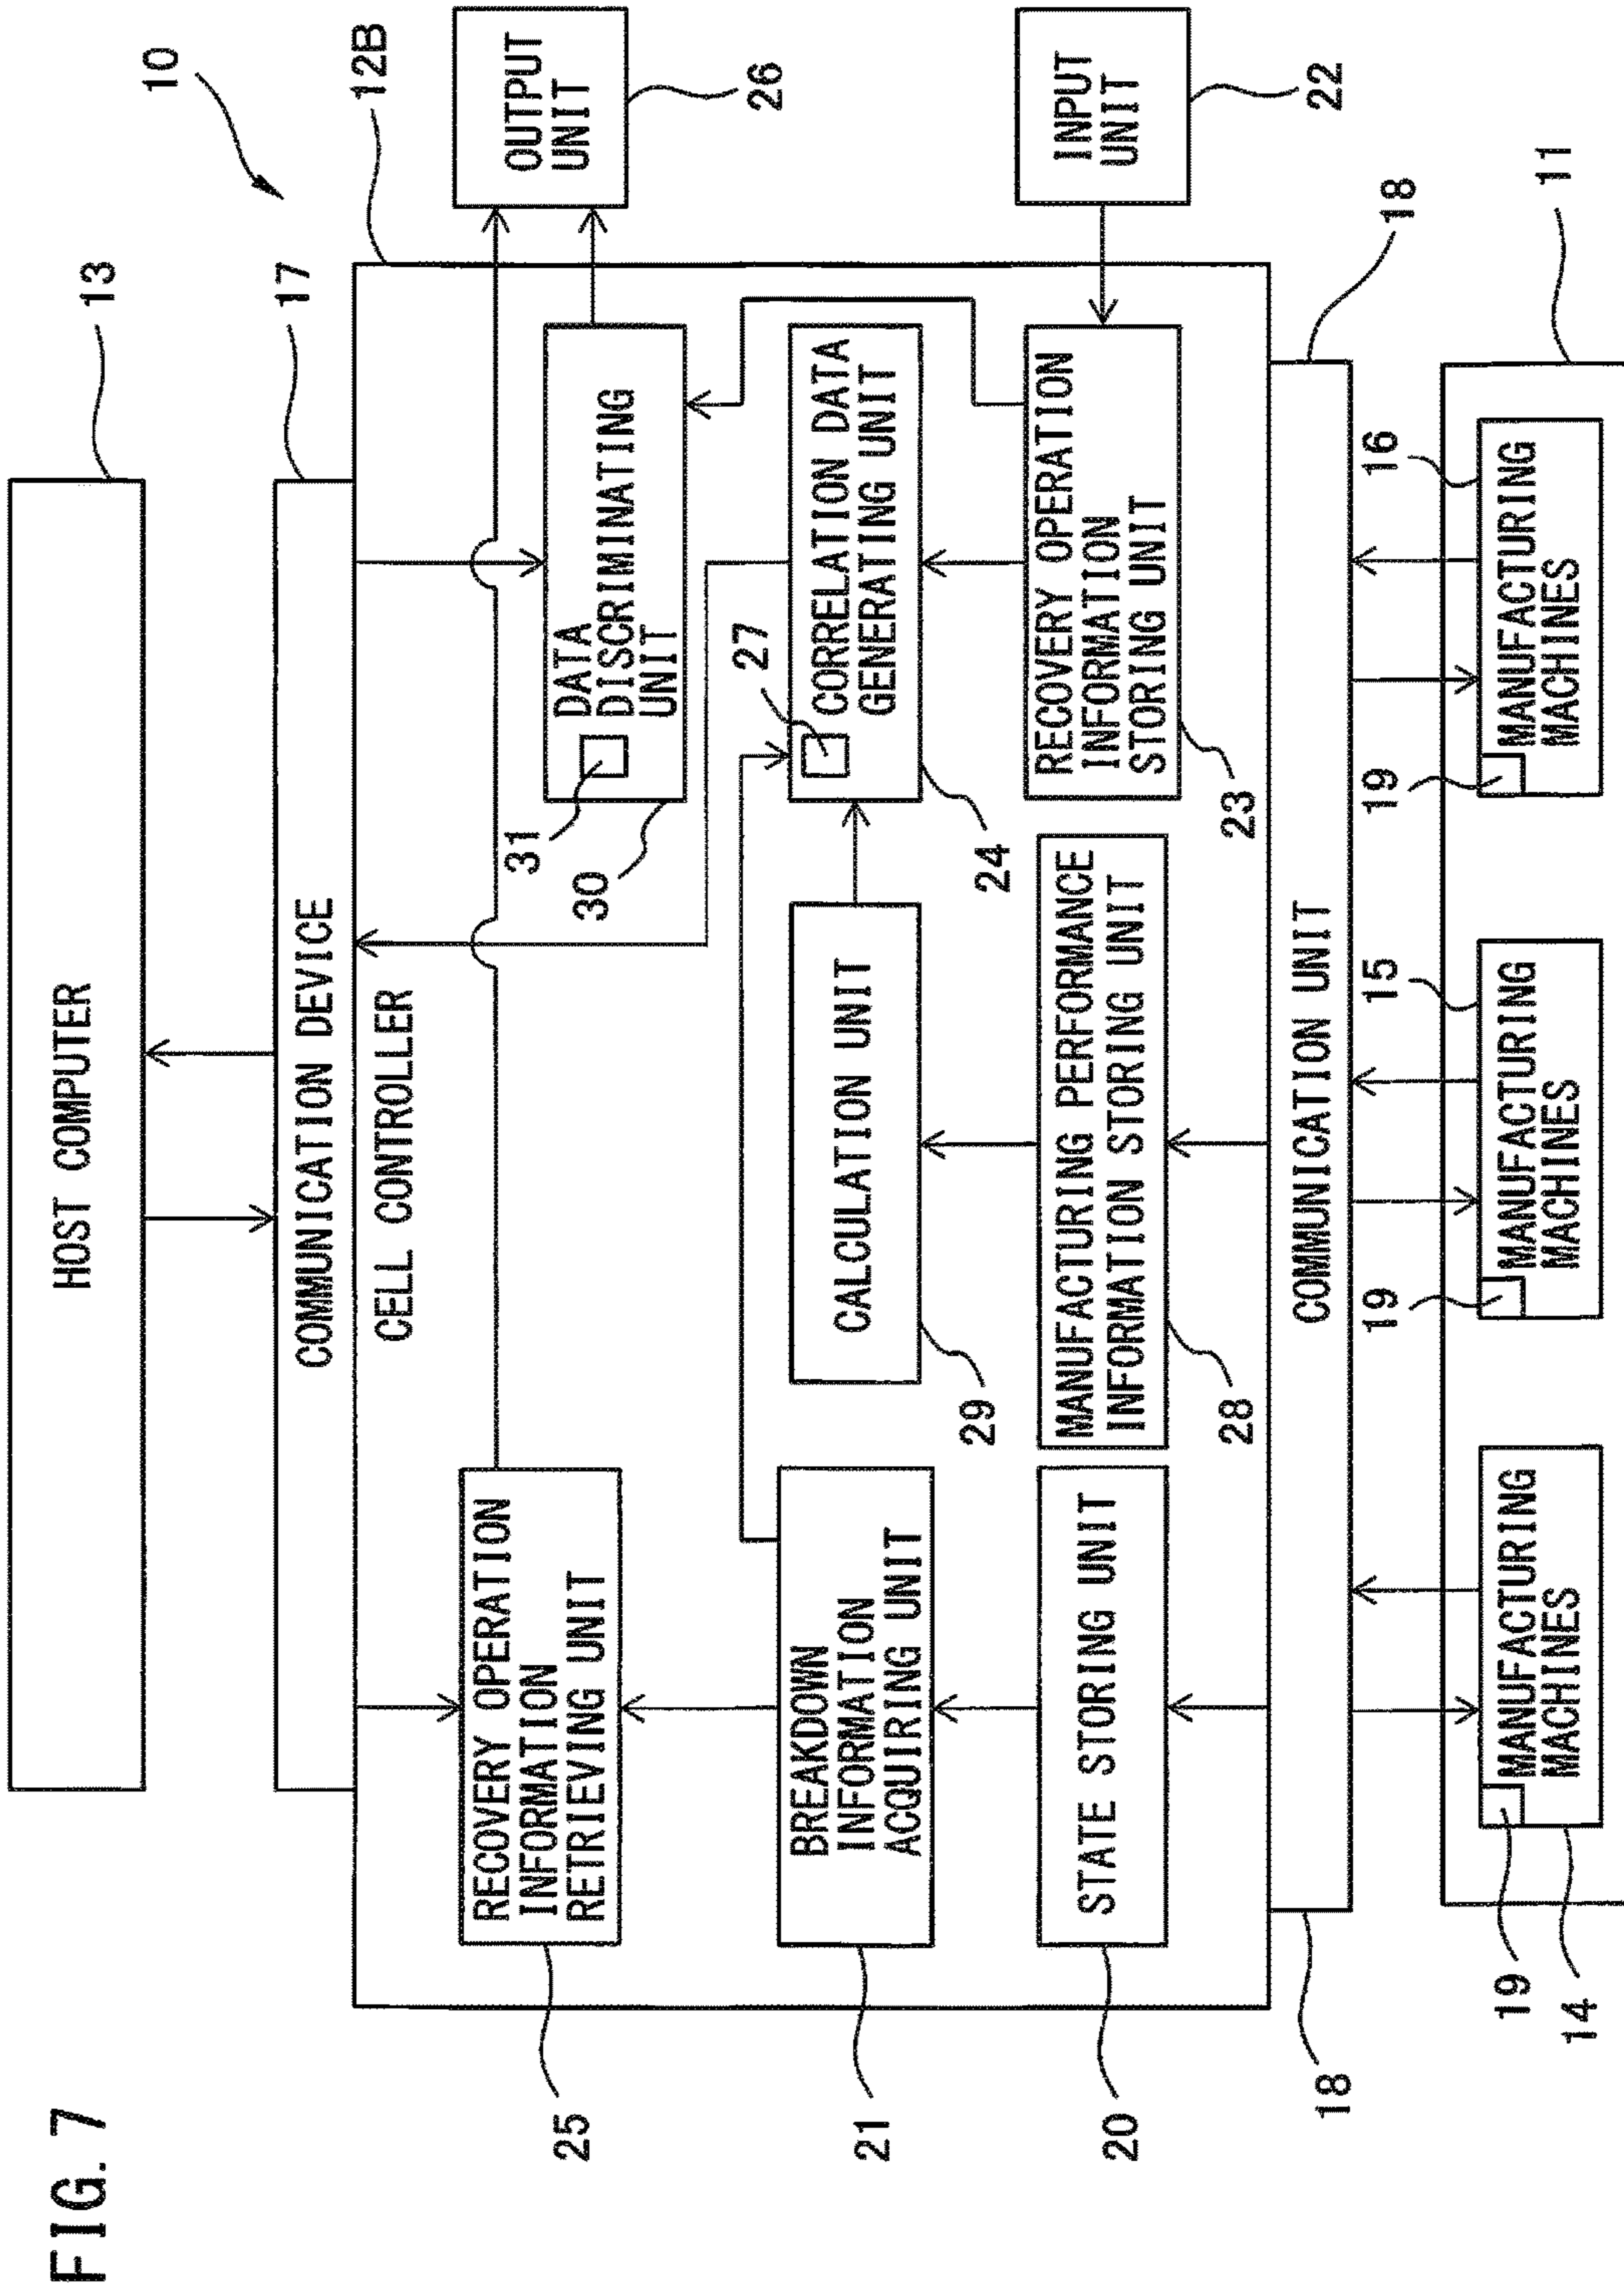 FIG. 7
10
13
HOST COMPUTER
17
COMMUNICATION DEVICE
12B
CELL CONTROLLER
25
RECOVERY OPERATION
INFORMATION
RETRIEVING UNIT
31
30
DATA
DISCRIMINATING
UNIT
OUTPUT
UNIT
26
21
BREAKDOWN
INFORMATION
ACQUIRING UNIT
CALCULATION UNIT
29
27
CORRELATION DATA
GENERATING UNIT
24
20
STATE STORING UNIT
MANUFACTURING PERFORMANCE
INFORMATION STORING UNIT
28
RECOVERY OPERATION
INFORMATION
STORING UNIT
23
INPUT
UNIT
22
18
COMMUNICATION UNIT
18
11
19
14
MANUFACTURING
MACHINES
19
15
MANUFACTURING
MACHINES
19
16
MANUFACTURING
MACHINES